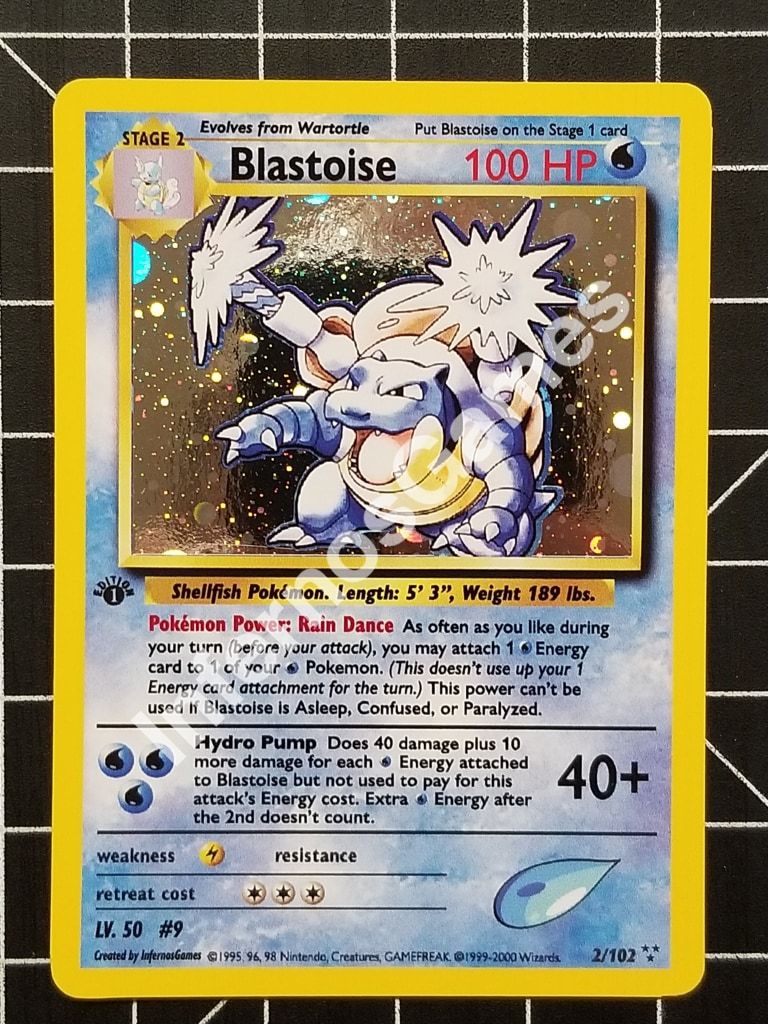 Evolves from Wartortle Put Blastoise on the Stage 1 card
STAGE 2
Blastoise 100 HP
InfernosGames
EDITION
1
Shellfish Pokémon. Length: 5' 3", Weight 189 lbs.
Pokémon Power: Rain Dance As often as you like during
your turn (before your attack), you may attach 1 Energy
card to 1 of your Pokemon. (This doesn't use up your 1
Energy card attachment for the turn.) This power can't be
used if Blastoise is Asleep, Confused, or Paralyzed.
Hydro Pump Does 40 damage plus 10
more damage for each Energy attached
to Blastoise but not used to pay for this
attack's Energy cost. Extra Energy after
the 2nd doesn't count.
40+
weakness resistance
retreat cost
LV. 50 #9
Created by InfernosGames ©1995, 96, 98 Nintendo, Creatures, GAMEFREAK. ©1999-2000 Wizards. 2/102